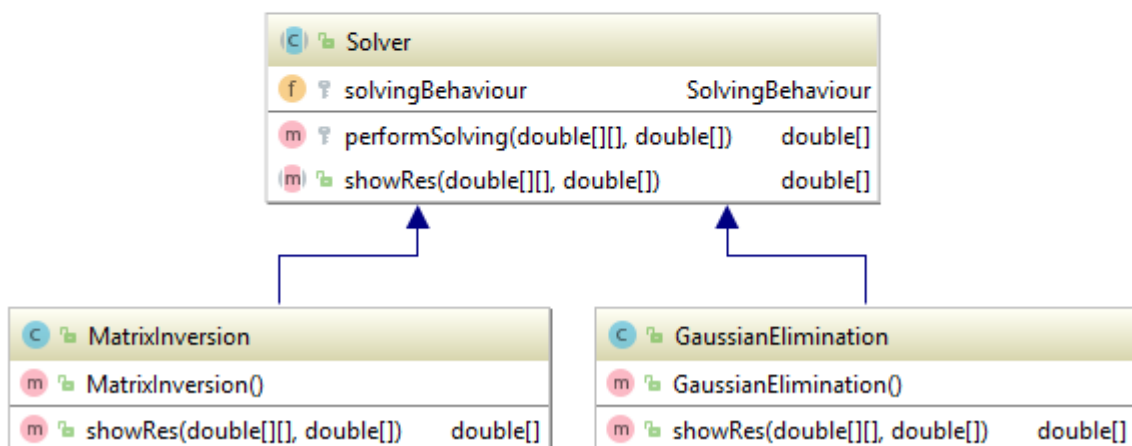 Solver
solvingBehaviour SolvingBehaviour
performSolving(double[][], double[]) double[]
showRes(double[][], double[]) double[]
MatrixInversion
MatrixInversion()
showRes(double[][], double[]) double[]
GaussianElimination
GaussianElimination()
showRes(double[][], double[]) double[]